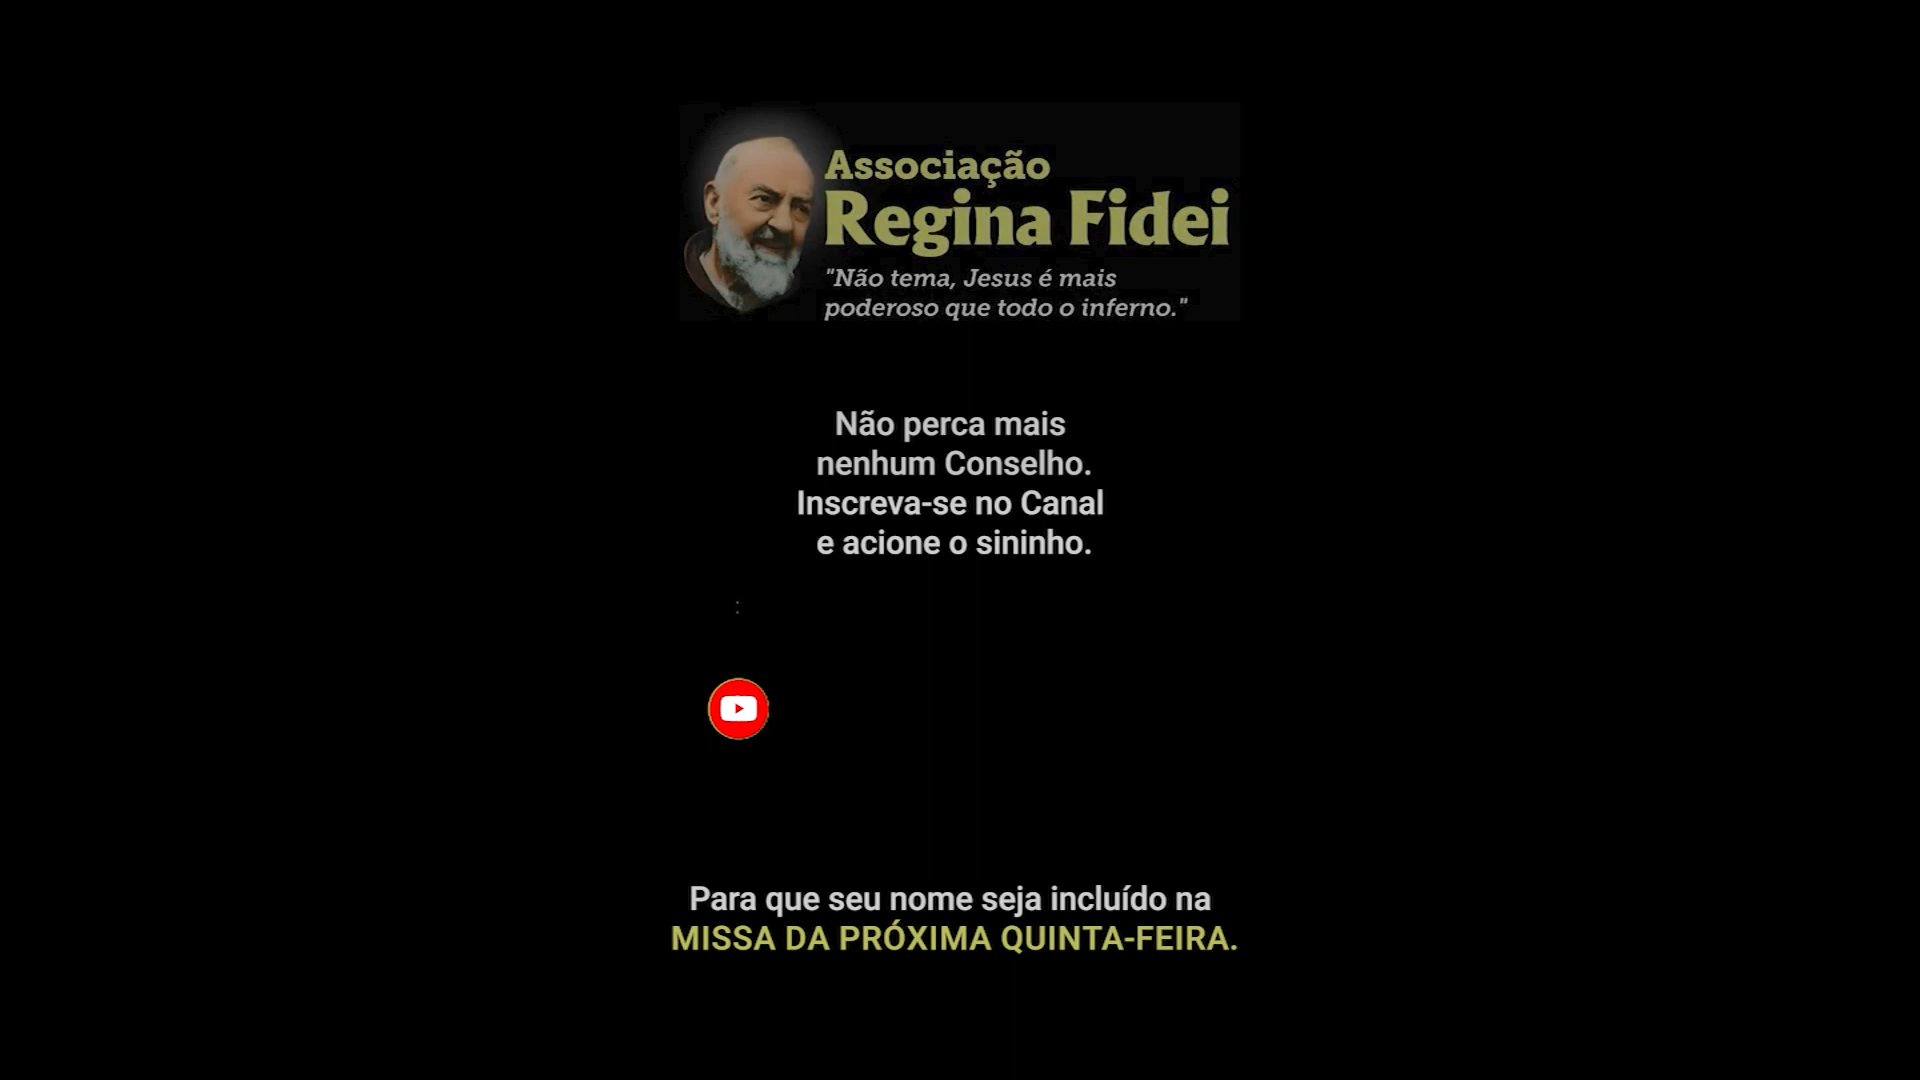 Associação
Regina Fidei
"Não tema, Jesus é mais
poderoso que todo o inferno."
Não perca mais
nenhum Conselho.
Inscreva-se no Canal
e acione o sininho.
:
Para que seu nome seja incluído na
MISSA DA PRÓXIMA QUINTA-FEIRA.